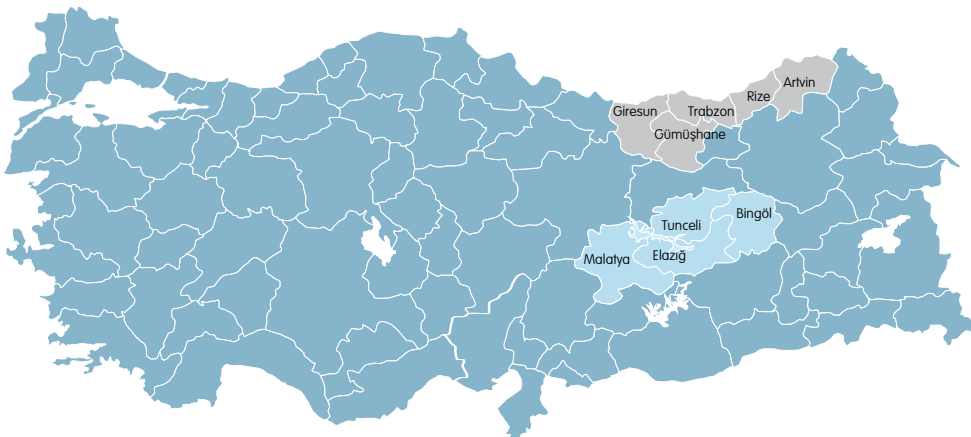 Artvin
Rize
Giresun
Trabzon
Gümüşhane
Bingöl
Tunceli
Elazığ
Malatya